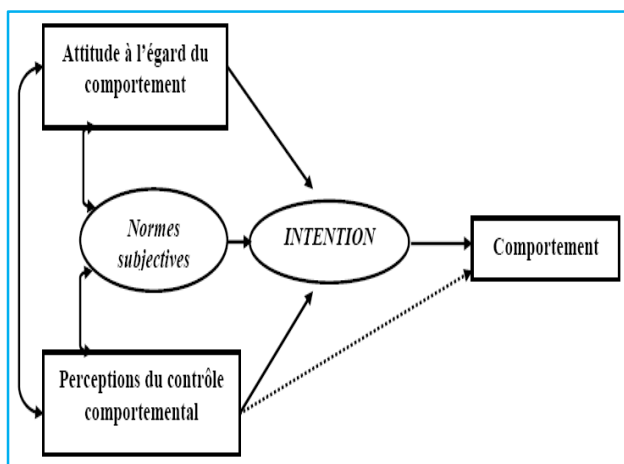 Attitude à l'égard du
comportement
Normes
subjectives
INTENTION
Comportement
Perceptions du contrôle
comportemental